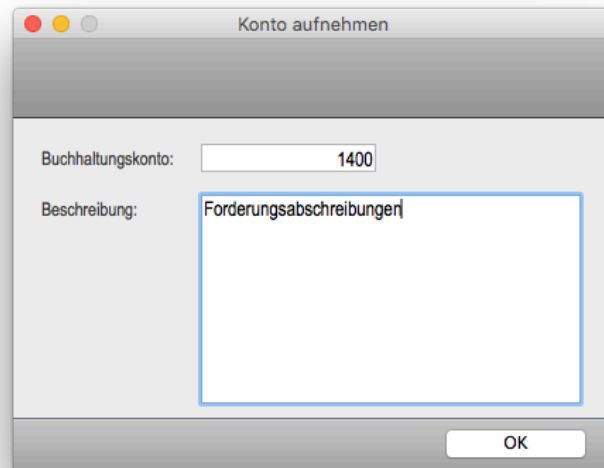 Konto aufnehmen
Buchhaltungskonto: 1400
Beschreibung: Forderungsabschreibungen
OK